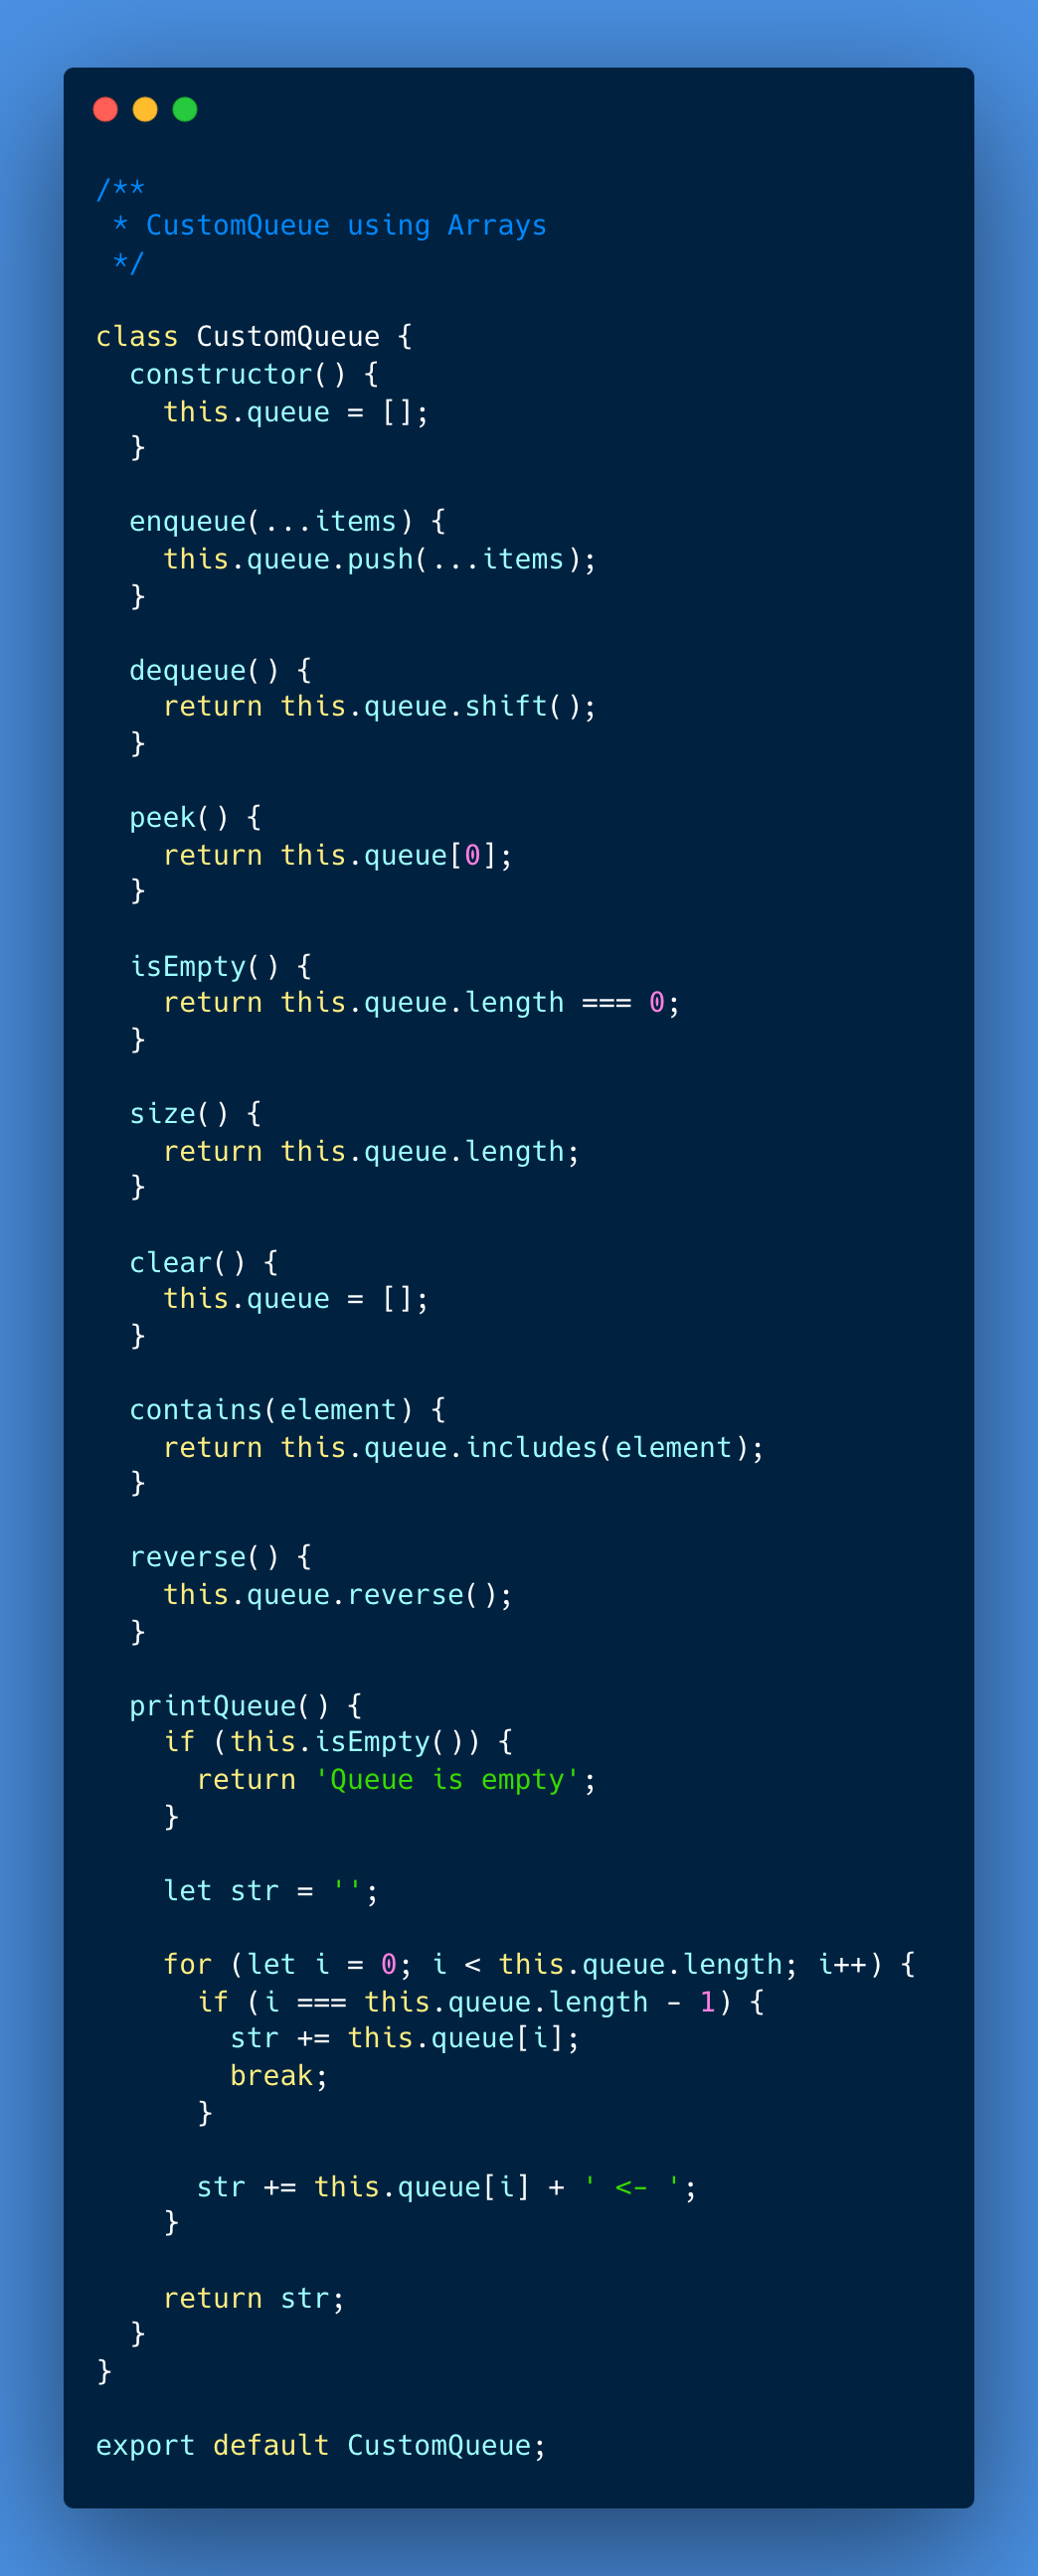 /**
 * CustomQueue using Arrays
 */

class CustomQueue {
  constructor() {
    this.queue = [];
  }

  enqueue(...items) {
    this.queue.push(...items);
  }

  dequeue() {
    return this.queue.shift();
  }

  peek() {
    return this.queue[0];
  }

  isEmpty() {
    return this.queue.length === 0;
  }

  size() {
    return this.queue.length;
  }

  clear() {
    this.queue = [];
  }

  contains(element) {
    return this.queue.includes(element);
  }

  reverse() {
    this.queue.reverse();
  }

  printQueue() {
    if (this.isEmpty()) {
      return 'Queue is empty';
    }

    let str = '';

    for (let i = 0; i < this.queue.length; i++) {
      if (i === this.queue.length - 1) {
        str += this.queue[i];
        break;
      }

      str += this.queue[i] + ' <- ';
    }

    return str;
  }
}

export default CustomQueue;